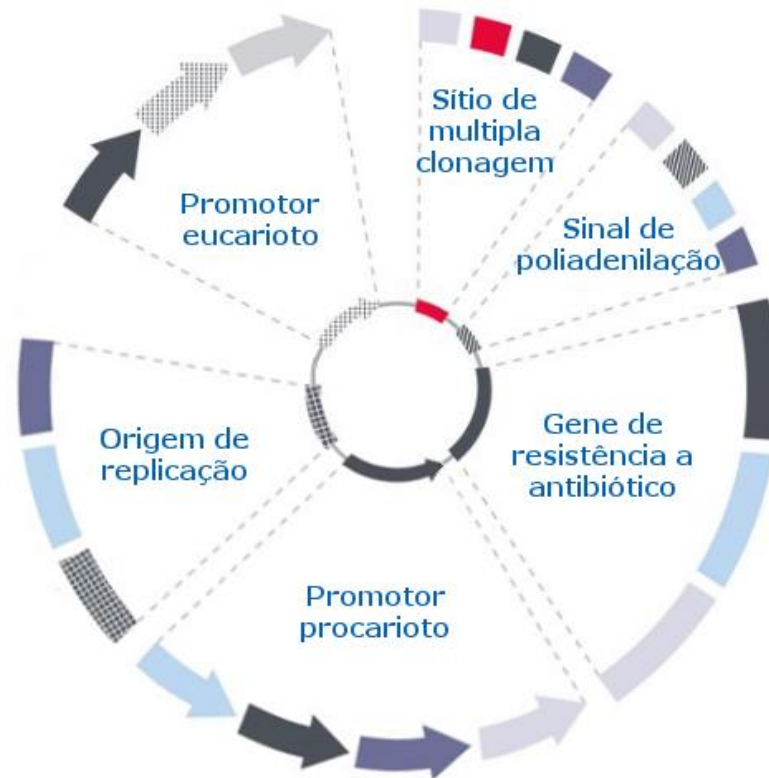 Sítio de
multipla
clonagem
Promotor
eucarioto
Sinal de
poliadenilação
Origem de
replicação
Gene de
resistência a
antibiótico
Promotor
procarioto